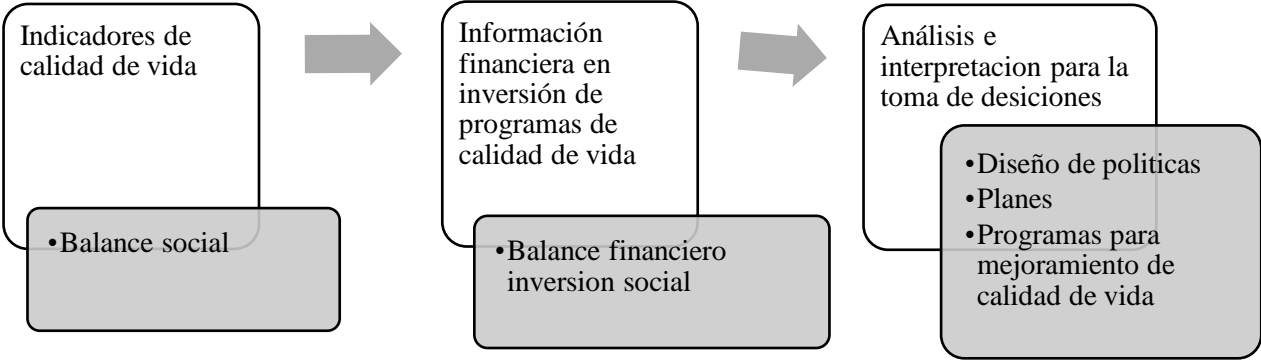 Indicadores de
calidad de vida
•Balance social
Información
financiera en
inversión de
programas de
calidad de vida
•Balance financiero
inversion social
Análisis e
interpretacion para la
toma de desiciones
•Diseño de politicas
•Planes
•Programas para
mejoramiento de
calidad de vida